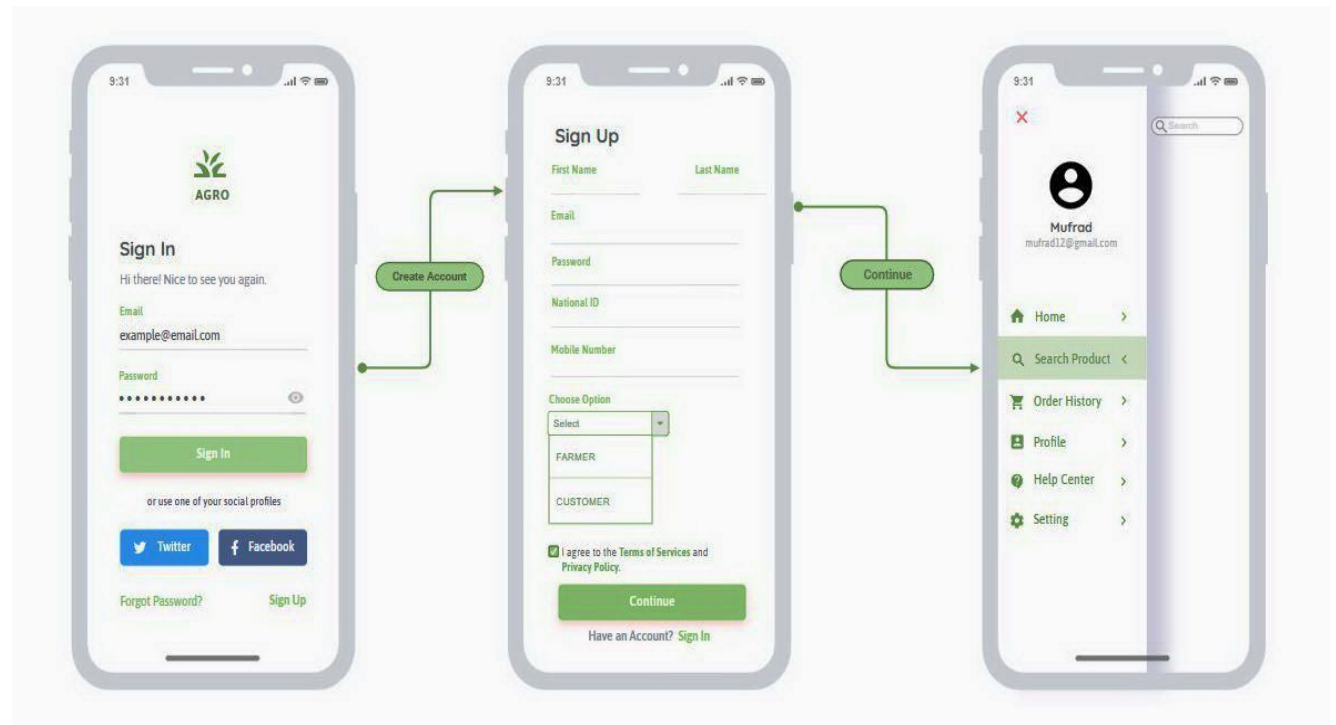 9:31
AGRO
Sign In
Hi there! Nice to see you again.
Email
example@email.com
Password
Sign In
or use one of your social profiles
Twitter
Facebook
Forgot Password?
Sign Up
Create Account
9:31
Sign Up
First Name
Last Name
Email
Password
National ID
Mobile Number
Choose Option
Select
FARMER
CUSTOMER
I agree to the Terms of Services and
Privacy Policy.
Continue
Have an Account? Sign In
Continue
9:31
Search
Mufrad
mufrad12@gmail.com
Home
Search Product
Order History
Profile
Help Center
Setting